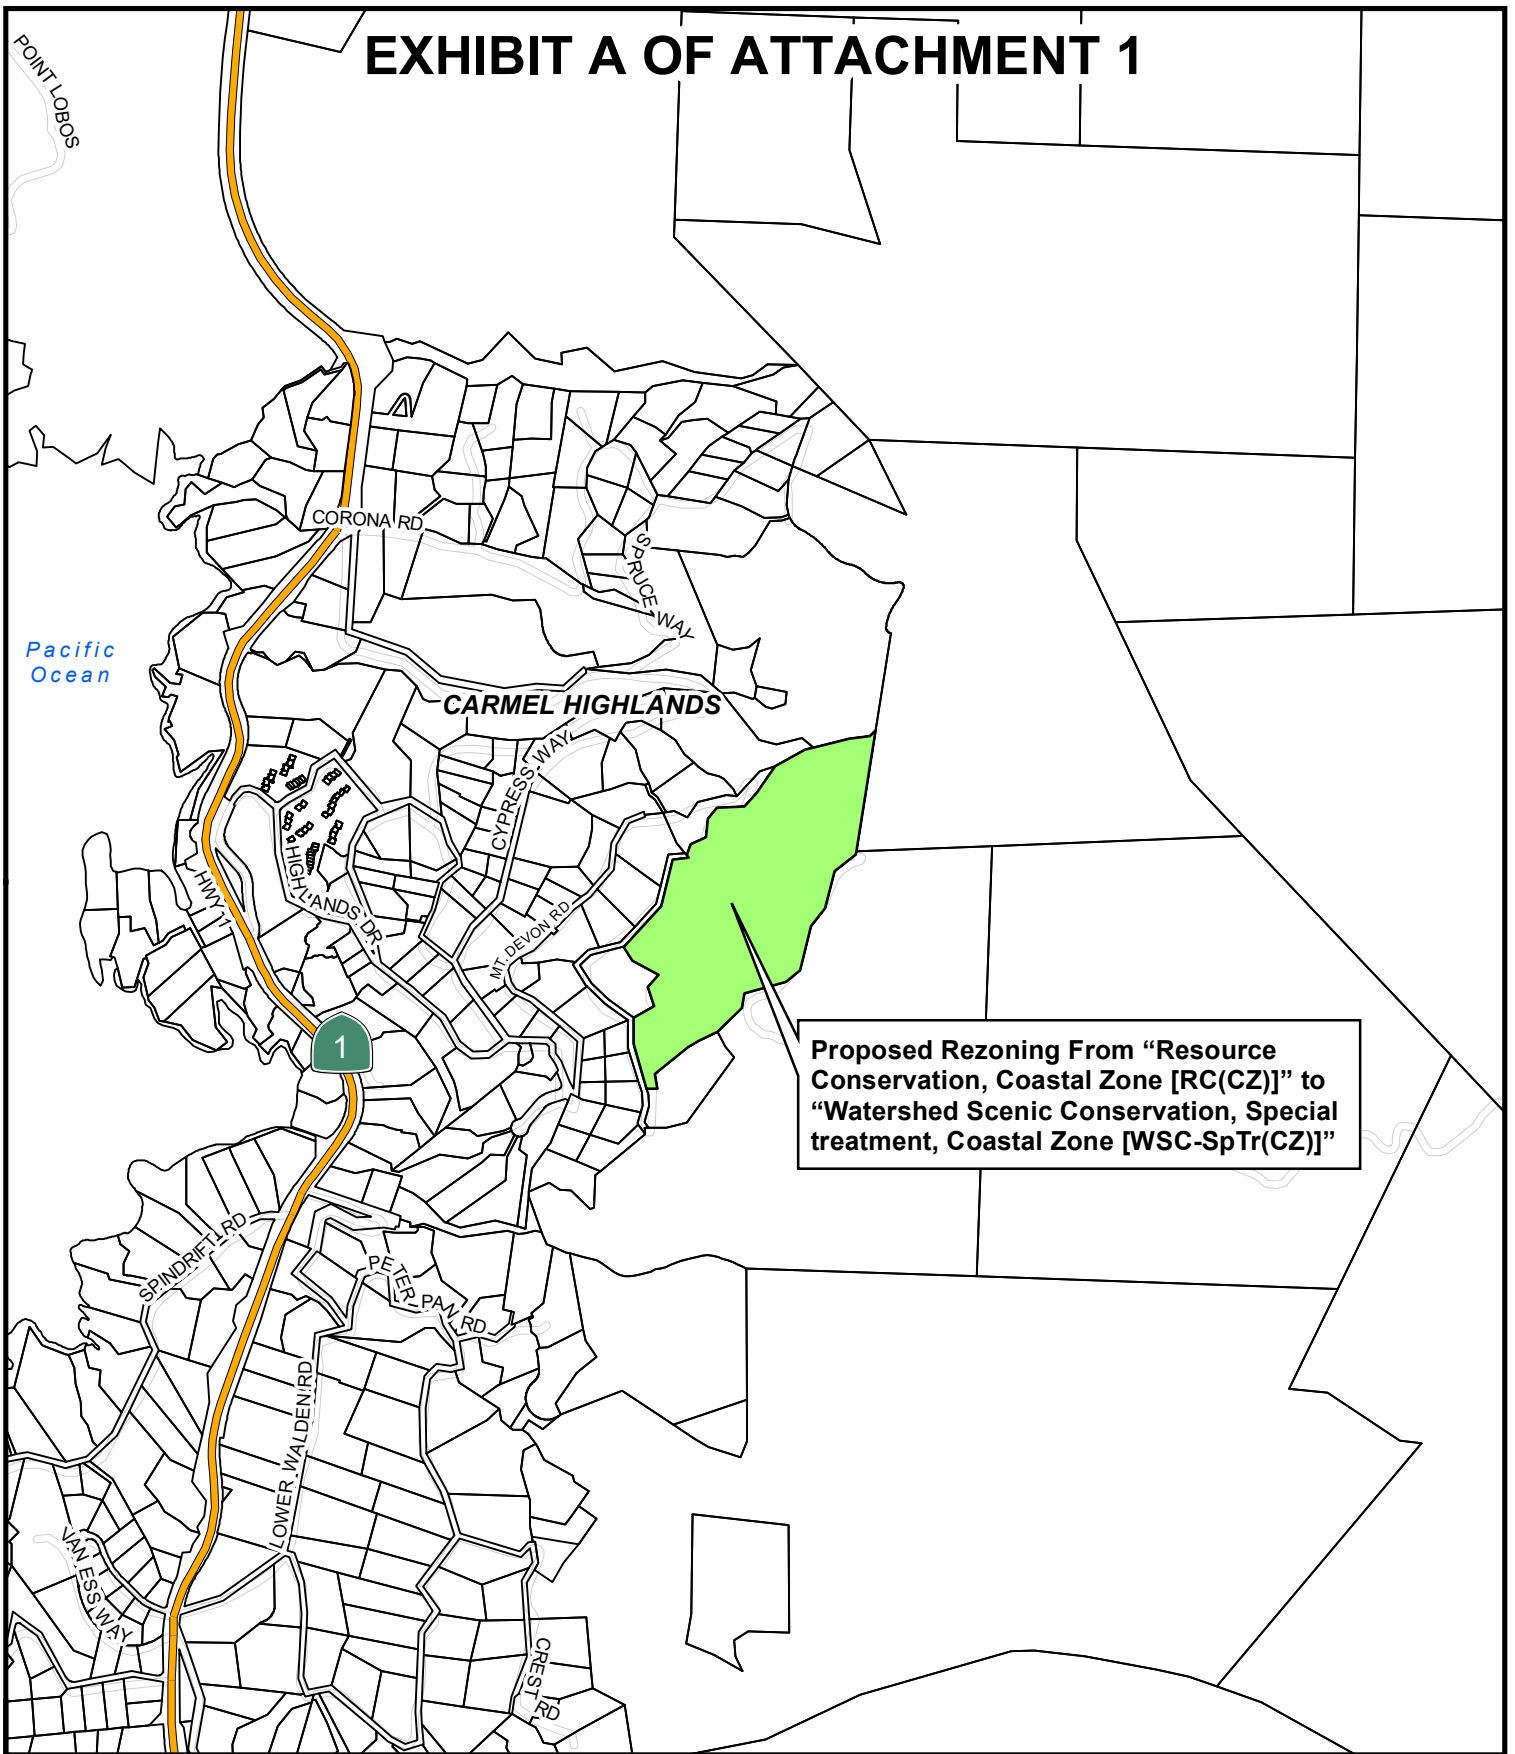 EXHIBIT A OF ATTACHMENT 1
POINT LOBOS
CORONA RD
SPRUCE WAY
Pacific
Ocean
CARMEL HIGHLANDS
CYPRESS WAY
HIGHLANDS DR
HWY 1
MT. DEVON RD
1
Proposed Rezoning From “Resource
Conservation, Coastal Zone [RC(CZ)]” to
“Watershed Scenic Conservation, Special
treatment, Coastal Zone [WSC-SpTr(CZ)]”
SPINDRIFT RD
PETER PAN RD
LOWER WALDEN RD
VAN ESS WAY
CREST RD